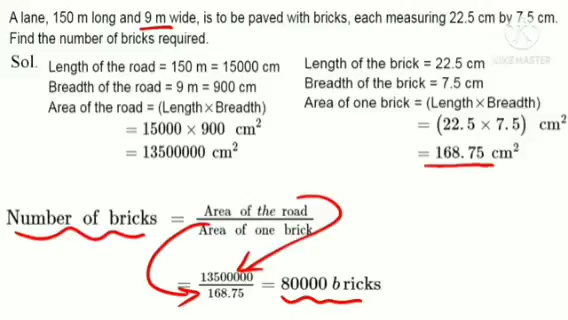 A lane, 150 m long and 9 m wide, is to be paved with bricks, each measuring 22.5 cm by 7.5 cm.
Find the number of bricks required.
Sol. Length of the road = 150 m = 15000 cm
Breadth of the road = 9 m = 900 cm
Area of the road = (Length×Breadth)
= 15000 × 900 cm²
= 13500000 cm²
Length of the brick = 22.5 cm
Breadth of the brick = 7.5 cm
Area of one brick = (Length×Breadth)
= (22.5 × 7.5) cm²
= 168.75 cm²
Number of bricks = Area of the road / Area of one brick
= 13500000 / 168.75 = 80000 bricks